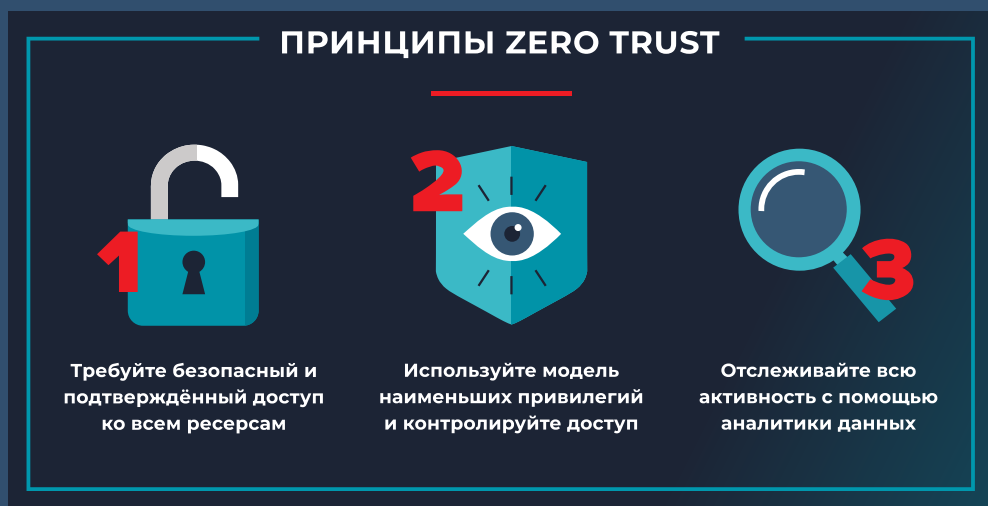 ПРИНЦИПЫ ZERO TRUST
1
Требуйте безопасный и
подтверждённый доступ
ко всем ресерсам
2
Используйте модель
наименьших привилегий
и контролируйте доступ
3
Отслеживайте всю
активность с помощью
аналитики данных